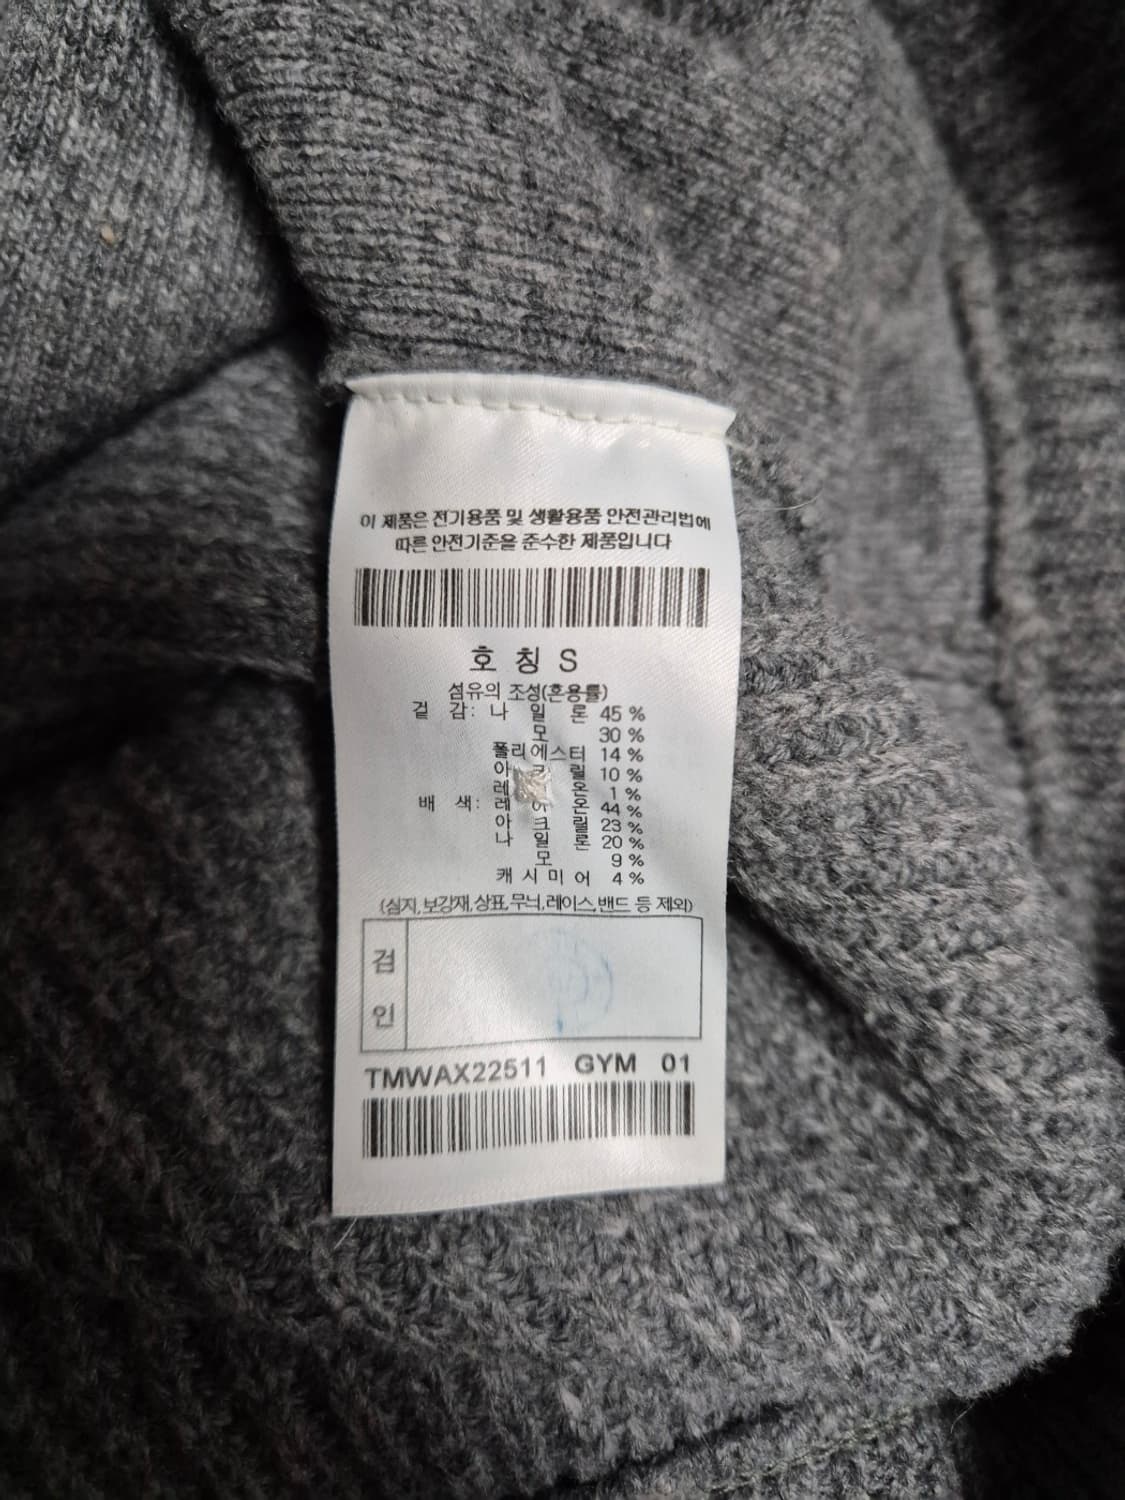 이 제품은 전기용품 및 생활용품 안전관리법에
따른 안전기준을 준수한 제품입니다
호 칭 S
섬유의 조성(혼용률)
겉 감: 나 일 론 45 %
모 30 %
폴리에스터 14 %
아 크 릴 10 %
레 이 온 1 %
배 색: 레 이 온 44 %
아 크 릴 23 %
나 일 론 20 %
모 9 %
캐 시 미 어 4 %
(심지,보강재,상표,무늬,레이스,밴드 등 제외)
검
인
TMWAX22511 GYM 01